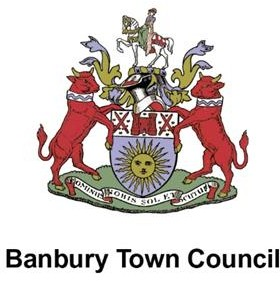 DOMINUS NOBIS SOL ET SCUTUM
Banbury Town Council